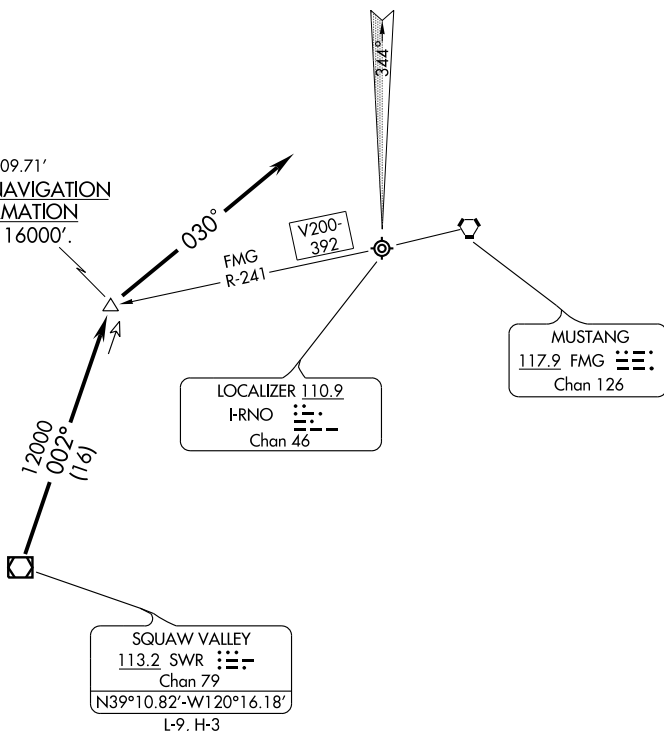 344°
09.71'
NAVIGATION
MATION
16000'.
030°
V200-
392
FMG
R-241
MUSTANG
117.9 FMG
Chan 126
LOCALIZER 110.9
I-RNO
Chan 46
12000
002°
(16)
SQUAW VALLEY
113.2 SWR
Chan 79
N39°10.82'-W120°16.18'
L-9, H-3